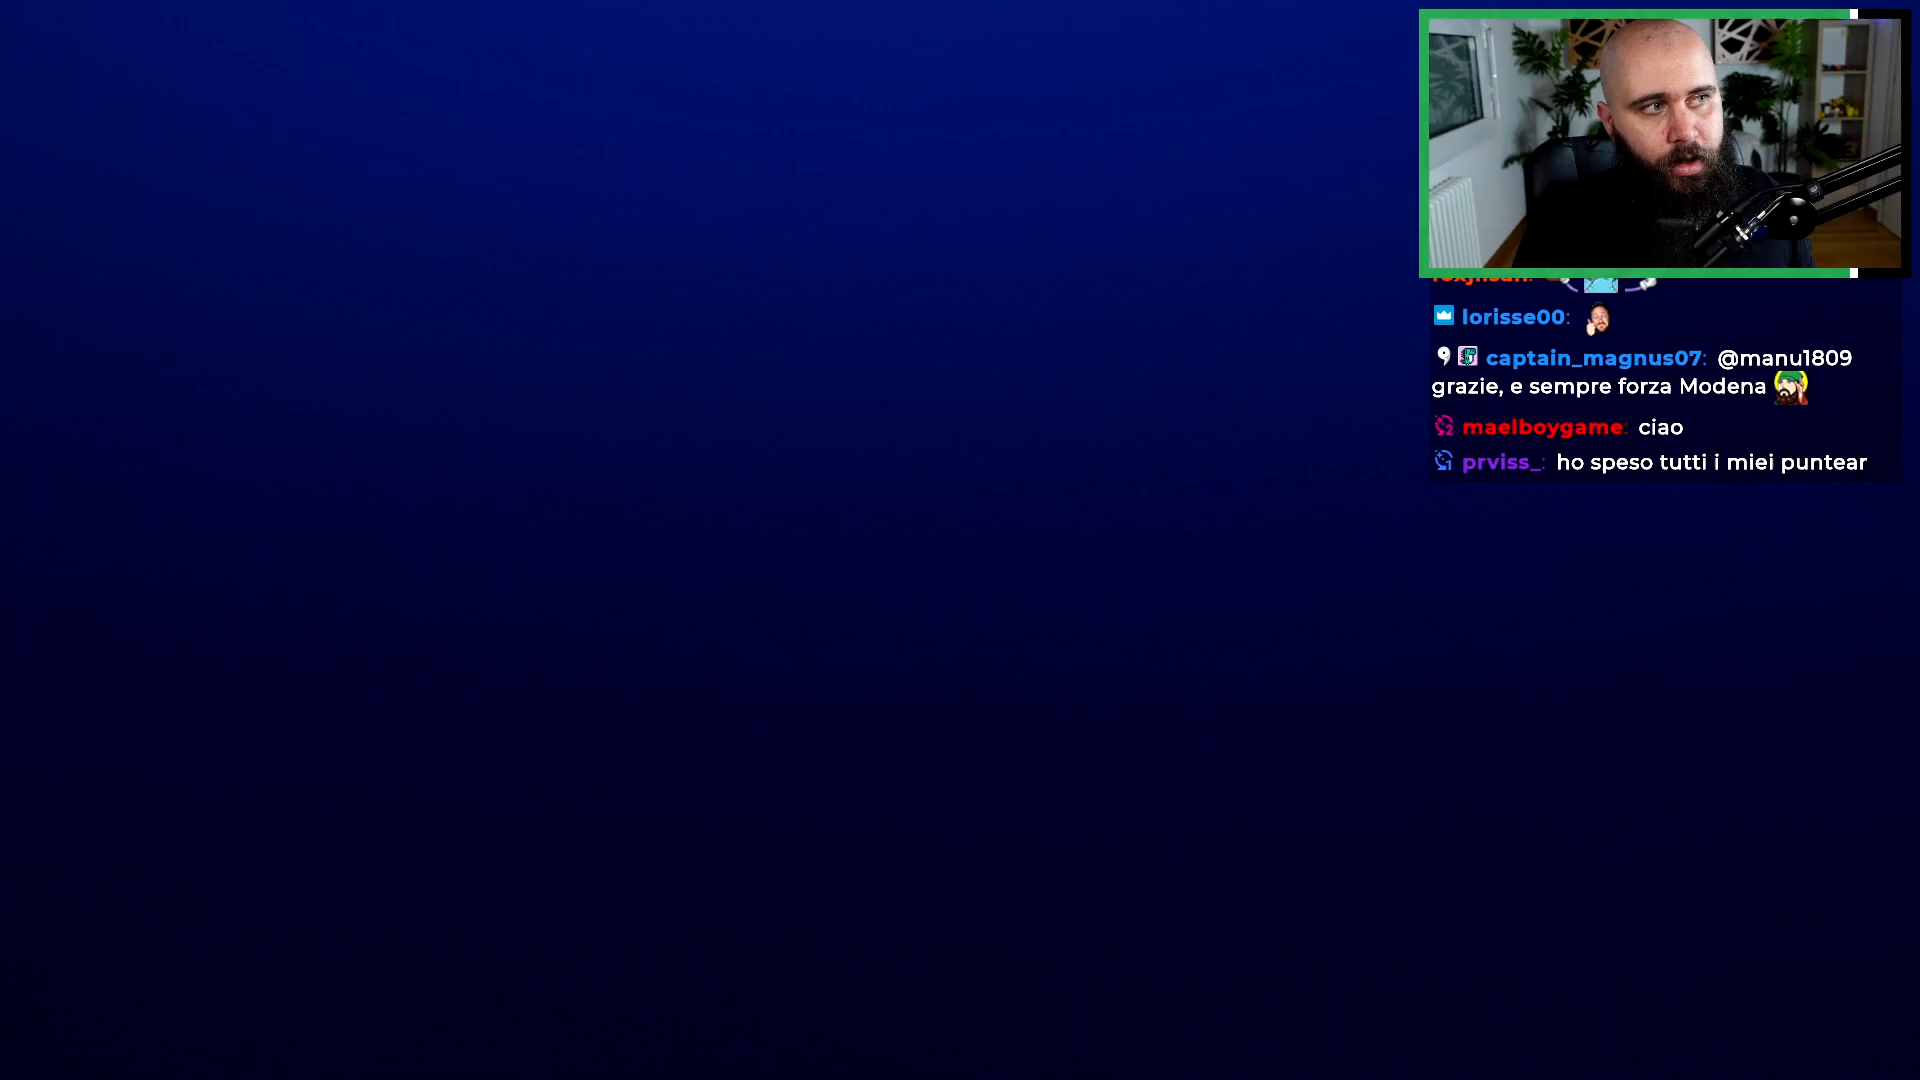 lorisse00:
captain_magnus07: @manu1809
grazie, e sempre forza Modena
maelboygame: ciao
prviss_: ho speso tutti i miei puntear